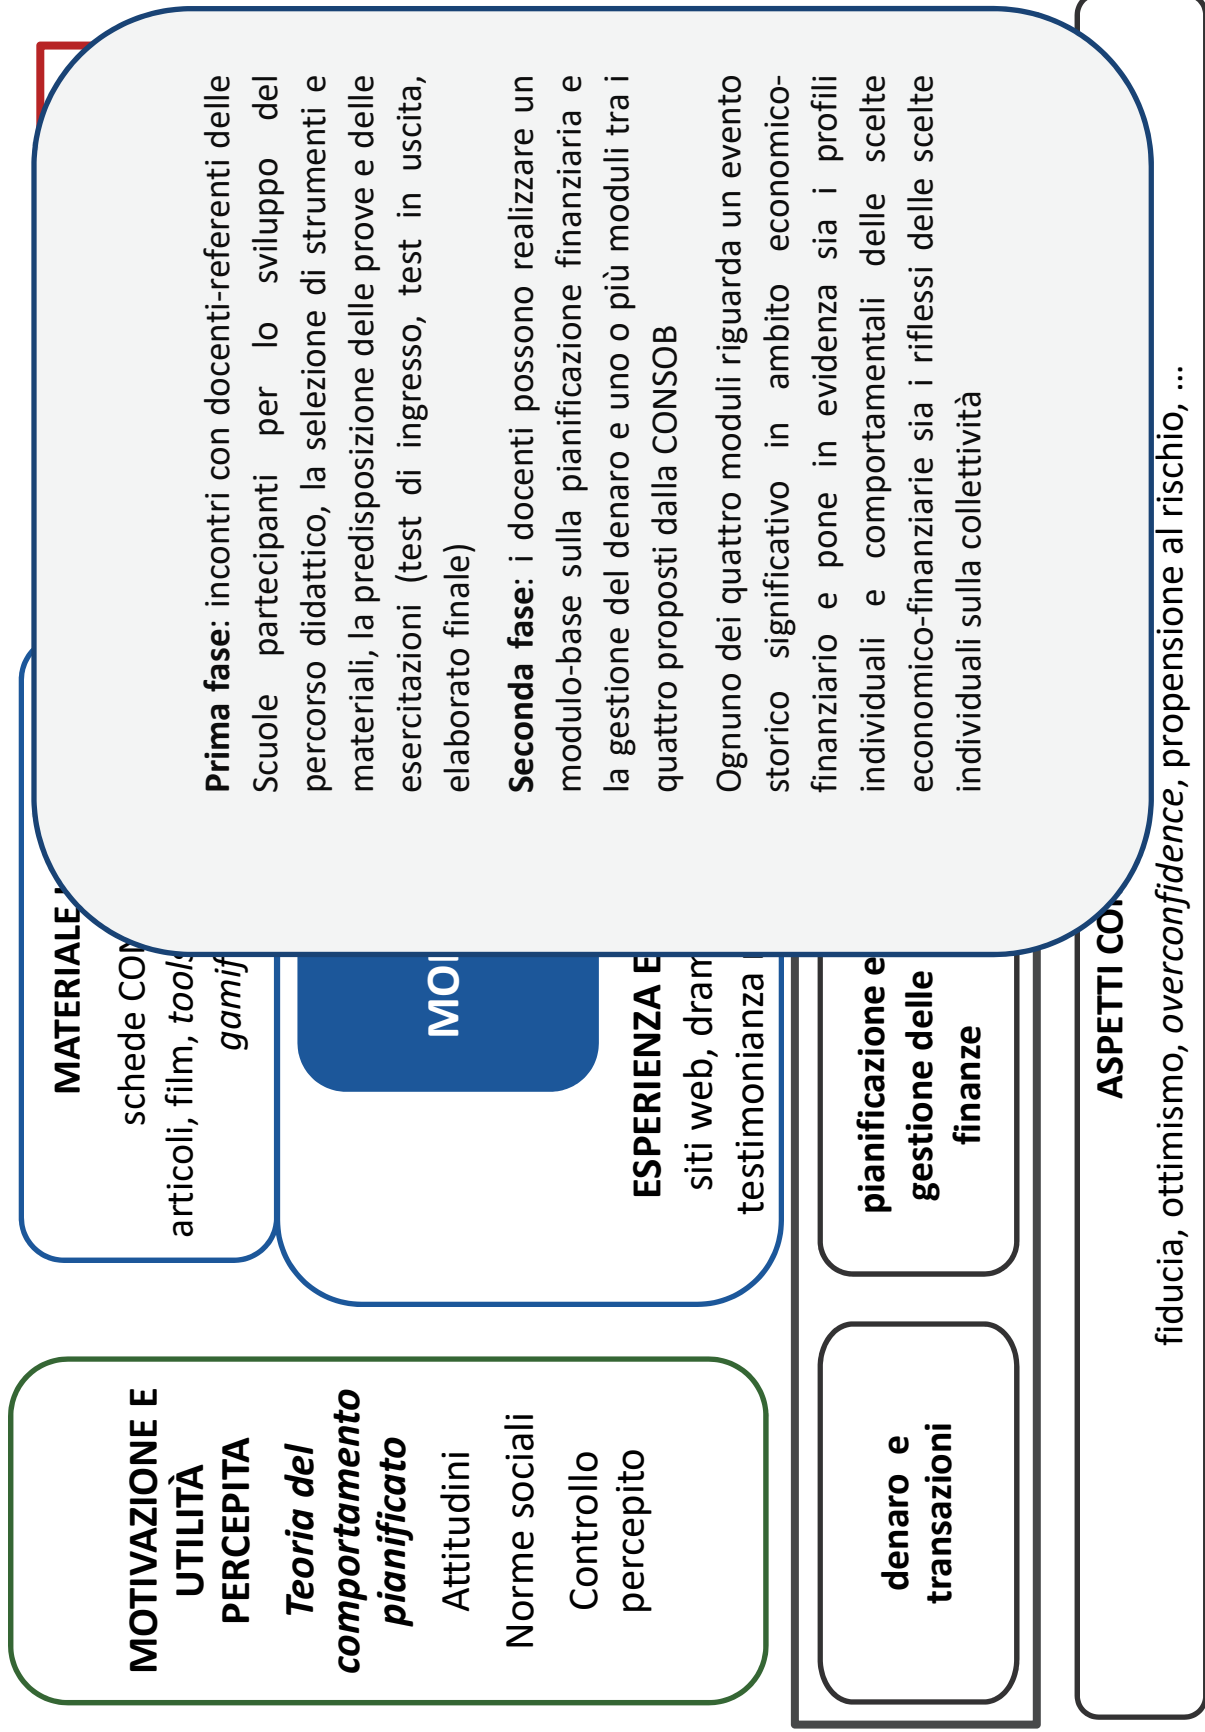 MOTIVAZIONE E
UTILITÀ
PERCEPITA
Teoria del
comportamento
pianificato
Attitudini
Norme sociali
Controllo
percepito
MATERIALE
schede CON
articoli, film, tools
gamif
MO
ESPERIENZA E
siti web, dram
testimonianza
Prima fase: incontri con docenti-referenti delle
Scuole partecipanti per lo sviluppo del
percorso didattico, la selezione di strumenti e
materiali, la predisposizione delle prove e delle
esercitazioni (test di ingresso, test in uscita,
elaborato finale)
Seconda fase: i docenti possono realizzare un
modulo-base sulla pianificazione finanziaria e
la gestione del denaro e uno o più moduli tra i
quattro proposti dalla CONSOB
Ognuno dei quattro moduli riguarda un evento
storico significativo in ambito economico-
finanziario e pone in evidenza sia i profili
individuali e comportamentali delle scelte
economico-finanziarie sia i riflessi delle scelte
individuali sulla collettività
denaro e
transazioni
pianificazione e
gestione delle
finanze
ASPETTI CO
fiducia, ottimismo, overconfidence, propensione al rischio, ...